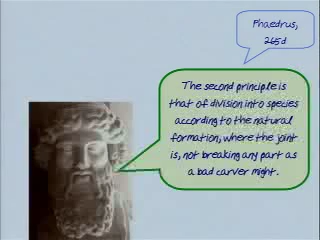 Phaedrus,
265d
The second principle is
that of division into species
according to the natural
formation, where the joint
is, not breaking any part as
a bad carver might.